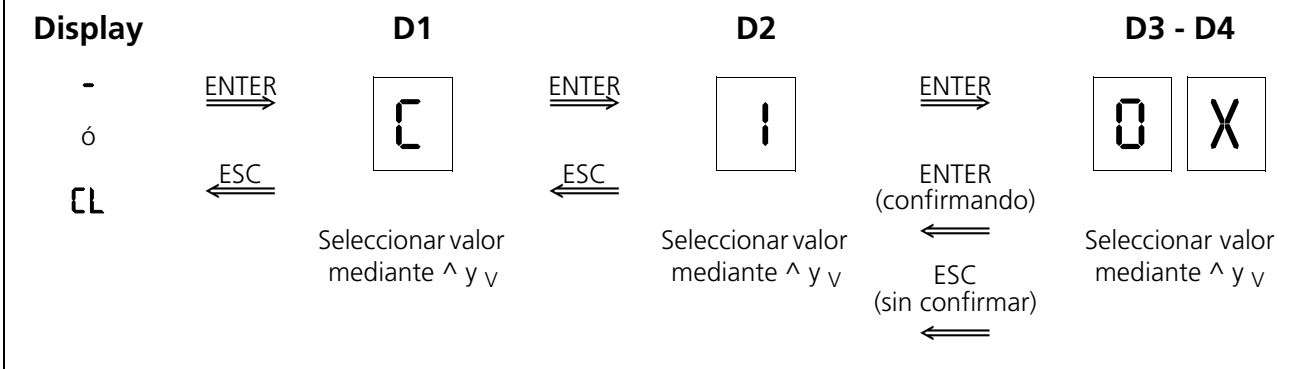 Display D1 D2 D3 - D4
- ENTER C ENTER 1 ENTER 0 X
ó
ESC ESC ENTER
(confirmando)
CL
Seleccionar valor Seleccionar valor Seleccionar valor
mediante ^ y v mediante ^ y v mediante ^ y v
ESC
(sin confirmar)